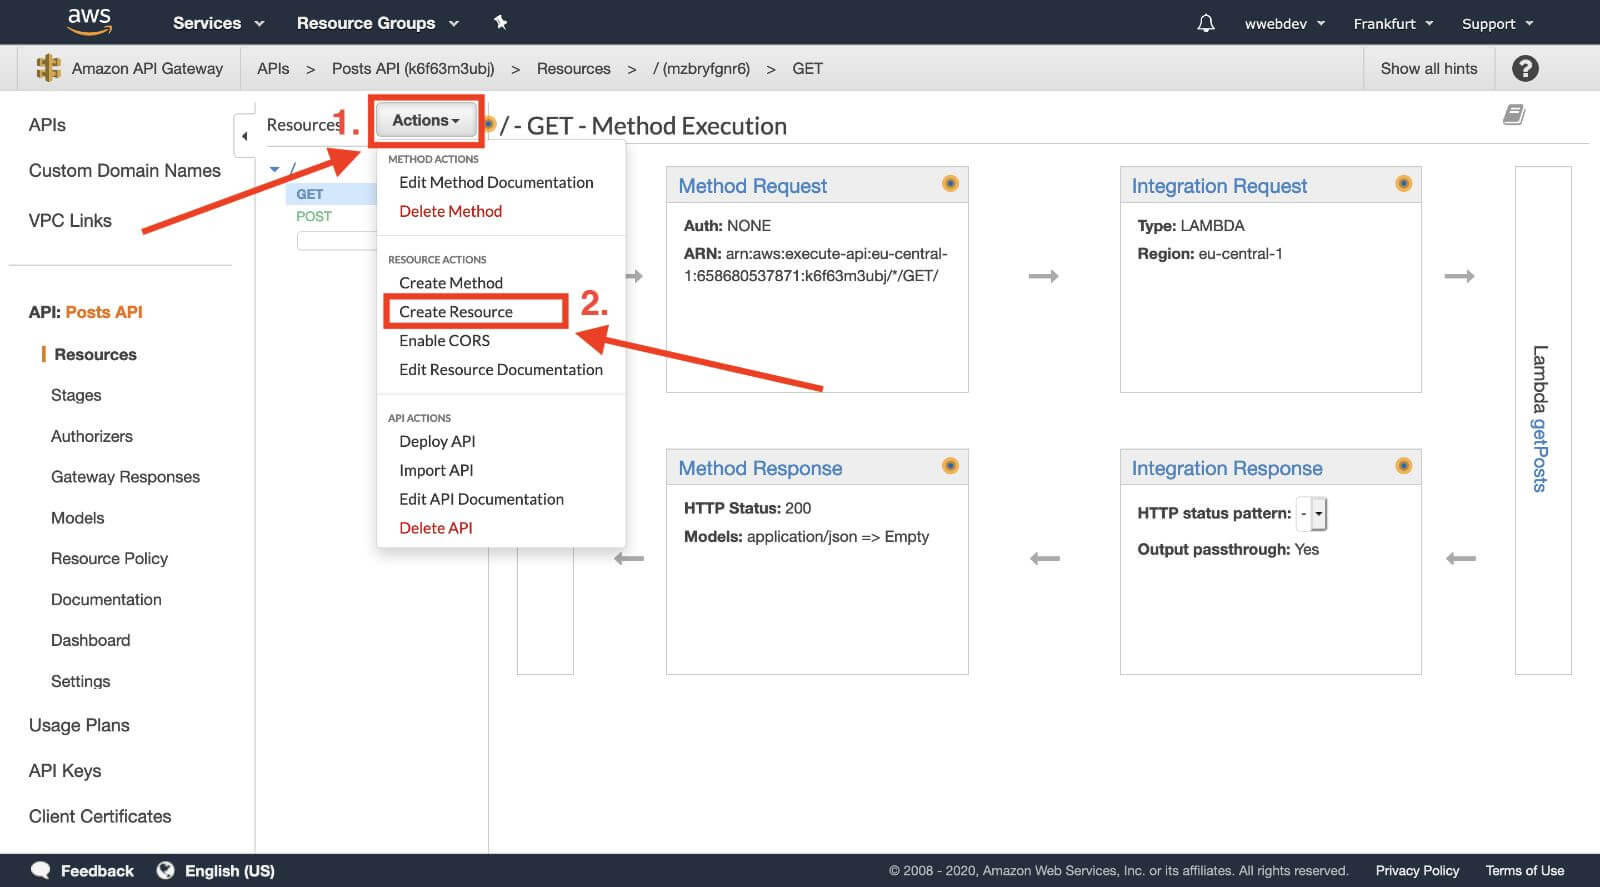 aws Services Resource Groups wwebdev Frankfurt Support
Amazon API Gateway APIs > Posts API (k6f63m3ubj) > Resources > / (mzbryfgnr6) > GET Show all hints ?
APIs
Custom Domain Names
VPC Links
API: Posts API
Resources
Stages
Authorizers
Gateway Responses
Models
Resource Policy
Documentation
Dashboard
Settings
Usage Plans
API Keys
Client Certificates
Resources
1.
Actions
/
GET
POST
METHOD ACTIONS
Edit Method Documentation
Delete Method
RESOURCE ACTIONS
Create Method
Create Resource
2.
Enable CORS
Edit Resource Documentation
API ACTIONS
Deploy API
Import API
Edit API Documentation
Delete API
/ - GET - Method Execution
Method Request
Auth: NONE
ARN: arn:aws:execute-api:eu-central-
1:658680537871:k6f63m3ubj/*/GET/
Integration Request
Type: LAMBDA
Region: eu-central-1
Method Response
HTTP Status: 200
Models: application/json => Empty
Integration Response
HTTP status pattern: -
Output passthrough: Yes
Lambda getPosts
Feedback English (US) © 2008 - 2020, Amazon Web Services, Inc. or its affiliates. All rights reserved. Privacy Policy Terms of Use